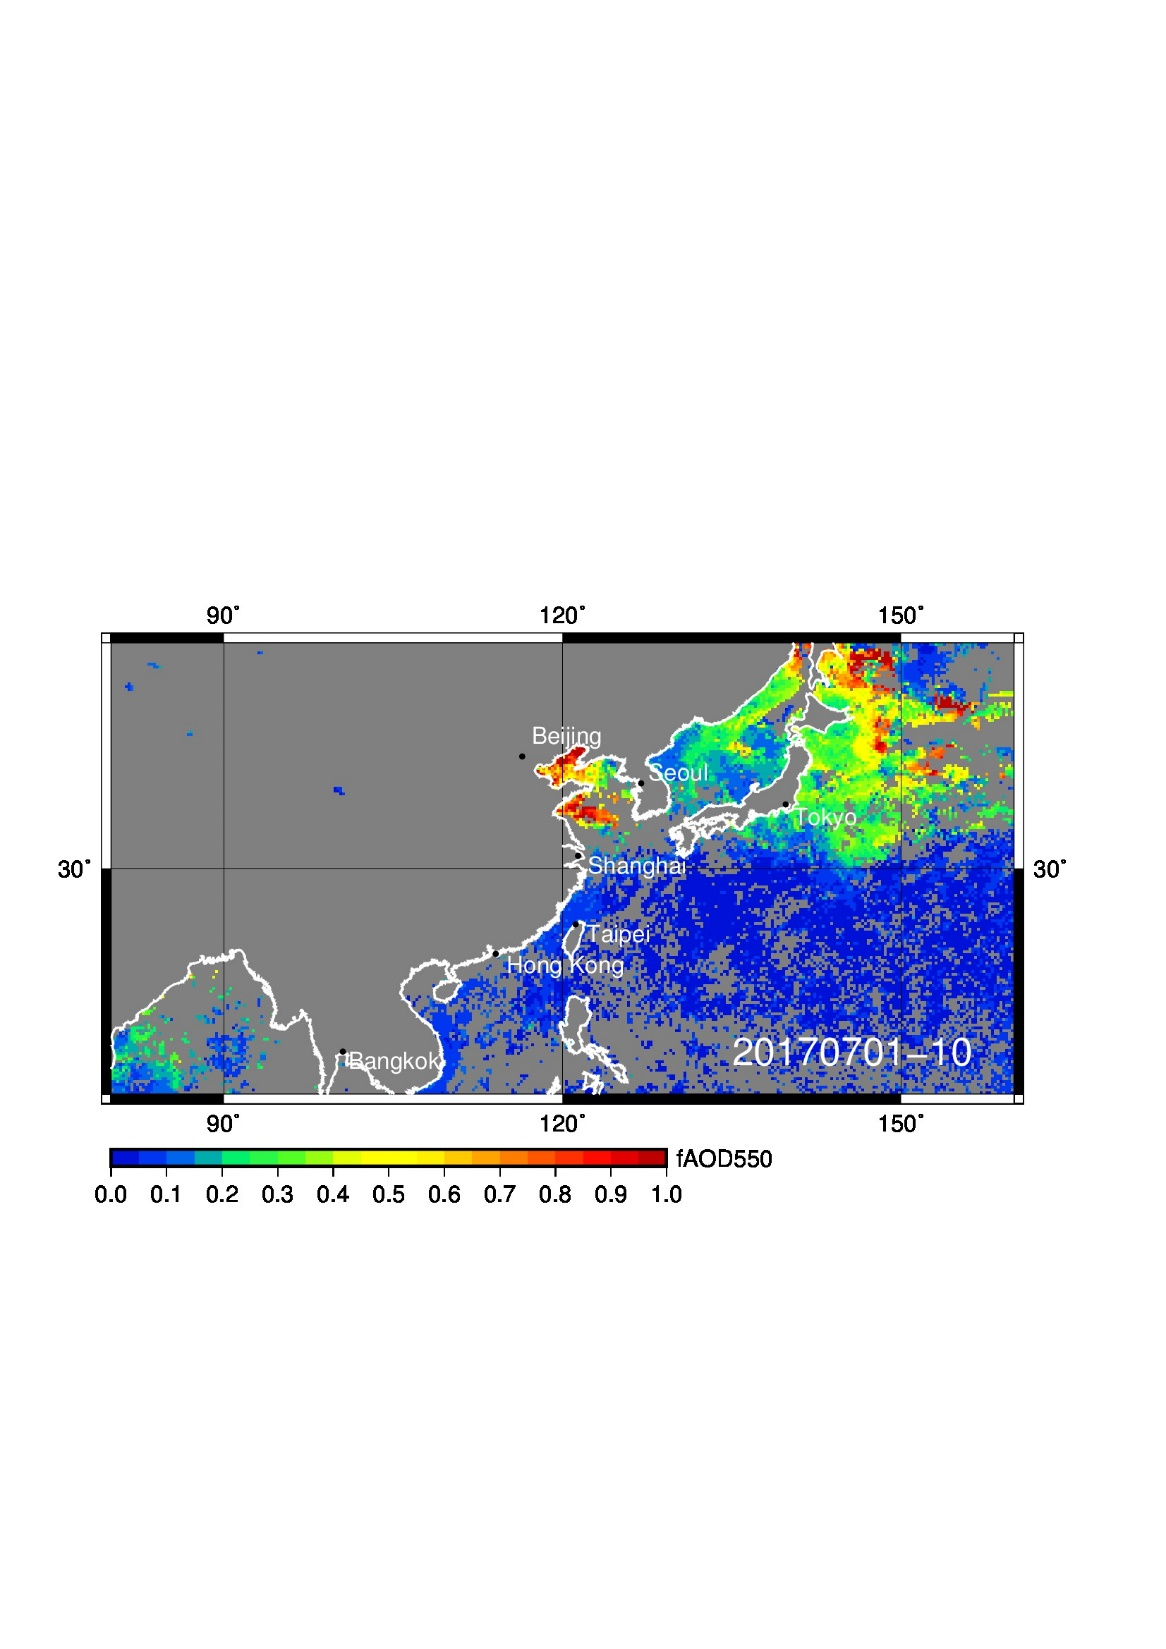 90° 120° 150°
Beijing
Seoul
Tokyo
30° 30°
Shanghai
Taipei
Hong Kong
20170701-10
Bangkok
90° 120° 150°
fAOD550
0.0 0.1 0.2 0.3 0.4 0.5 0.6 0.7 0.8 0.9 1.0